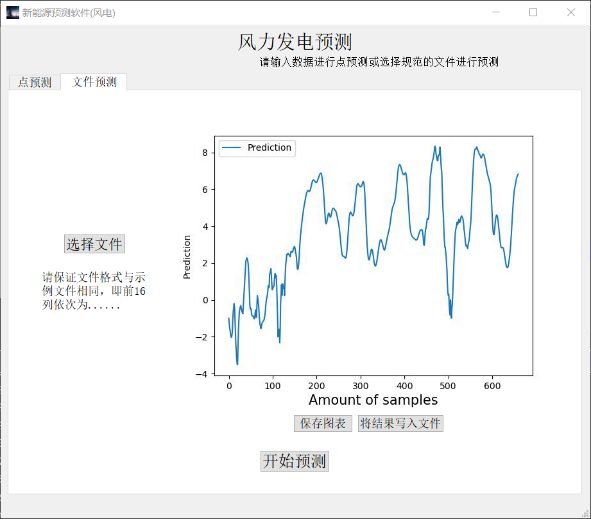 新能源预测软件(风电)
风力发电预测
请输入数据进行点预测或选择规范的文件进行预测
点预测 文件预测
选择文件
请保证文件格式与示
例文件相同，即前16
列依次为......
Prediction
Prediction
8
6
4
2
0
−2
−4
0 100 200 300 400 500 600
Amount of samples
保存图表 将结果写入文件
开始预测